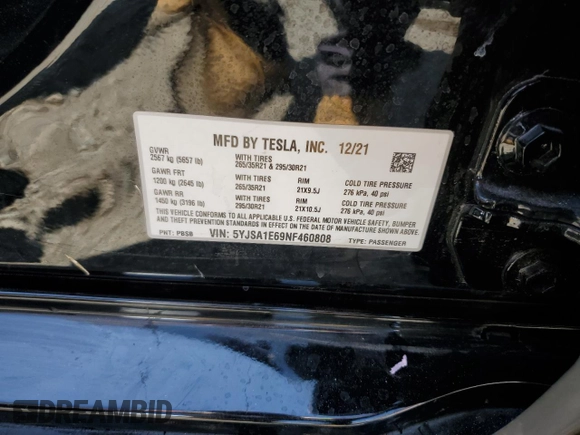 MFD BY TESLA, INC. 12/21
GVWR
2567 kg (5657 lb)
WITH TIRES
265/35R21 & 295/30R21
GAWR FRT
1200 kg (2645 lb)
WITH TIRES
265/35R21
RIM
21X9.5J
COLD TIRE PRESSURE
276 kPa, 40 psi
GAWR RR
1450 kg (3196 lb)
WITH TIRES
295/30R21
RIM
21X10.5J
COLD TIRE PRESSURE
276 kPa, 40 psi
THIS VEHICLE CONFORMS TO ALL APPLICABLE U.S. FEDERAL MOTOR VEHICLE SAFETY, BUMPER
AND THEFT PREVENTION STANDARDS IN EFFECT ON THE DATE OF MANUFACTURE SHOWN ABOVE.
PNT: PBSB VIN: 5YJSA1E69NF460808 TYPE: PASSENGER
DREAMBID